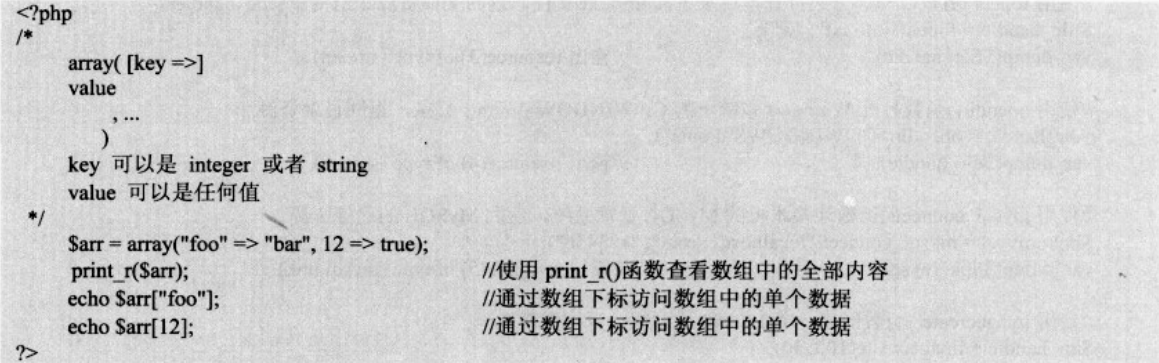 <?php
/*
array( [key =>]
value
, ...
)
key 可以是 integer 或者 string
value 可以是任何值
*/
$arr = array("foo" => "bar", 12 => true);
print_r($arr); //使用 print_r()函数查看数组中的全部内容
echo $arr["foo"]; //通过数组下标访问数组中的单个数据
echo $arr[12]; //通过数组下标访问数组中的单个数据
?>